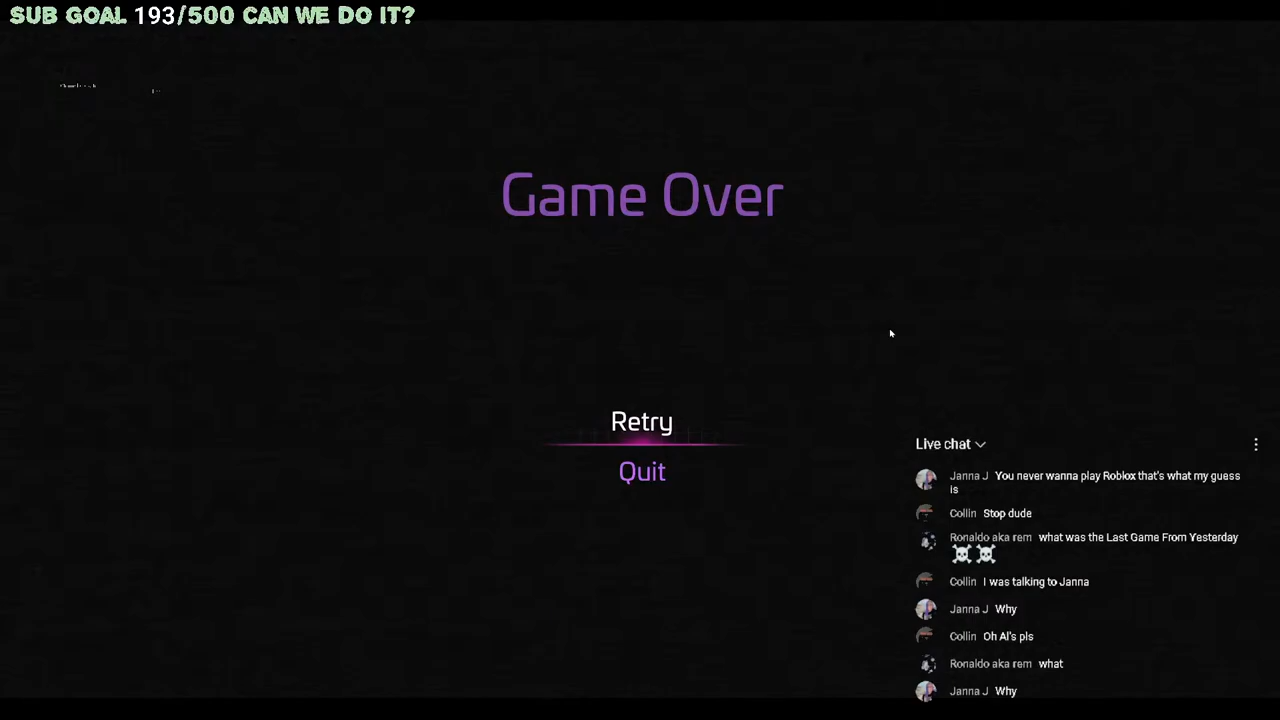 SUB GOAL 193/500 CAN WE DO IT?
Game Over
Retry
Quit
Live chat
Janna J You never wanna play Roblox that's what my guess
is
Collin Stop dude
Ronaldo aka rem what was the Last Game From Yesterday
☠️☠️
Collin I was talking to Janna
Janna J Why
Collin Oh Al's pls
Ronaldo aka rem what
Janna J Why